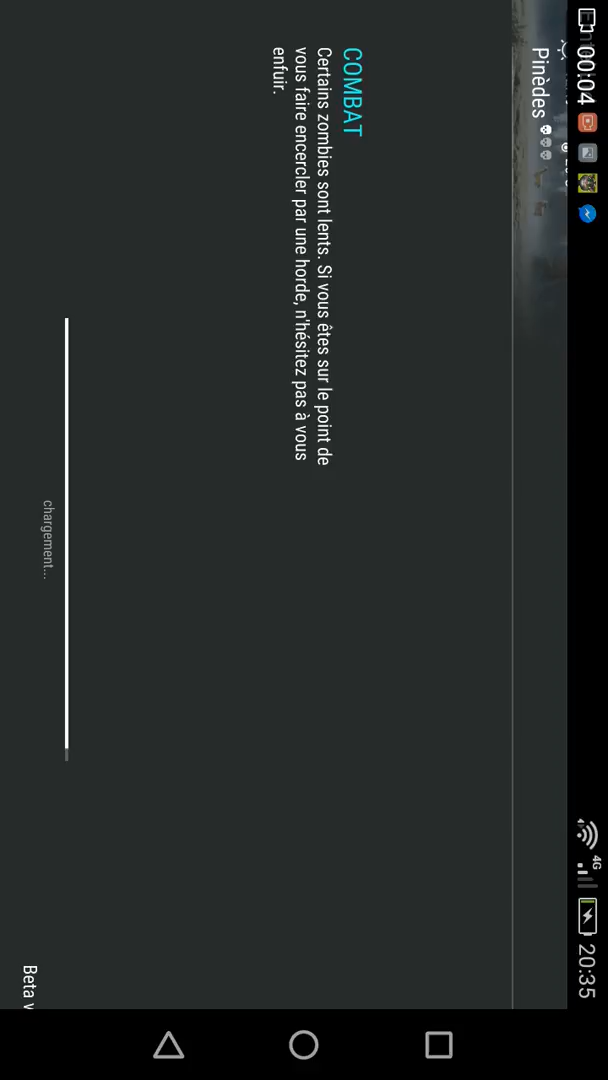 00:04
4G
20:35
Pinèdes
COMBAT
Certains zombies sont lents. Si vous êtes sur le point de
vous faire encercler par une horde, n'hésitez pas à vous
enfuir.
chargement...
Beta v